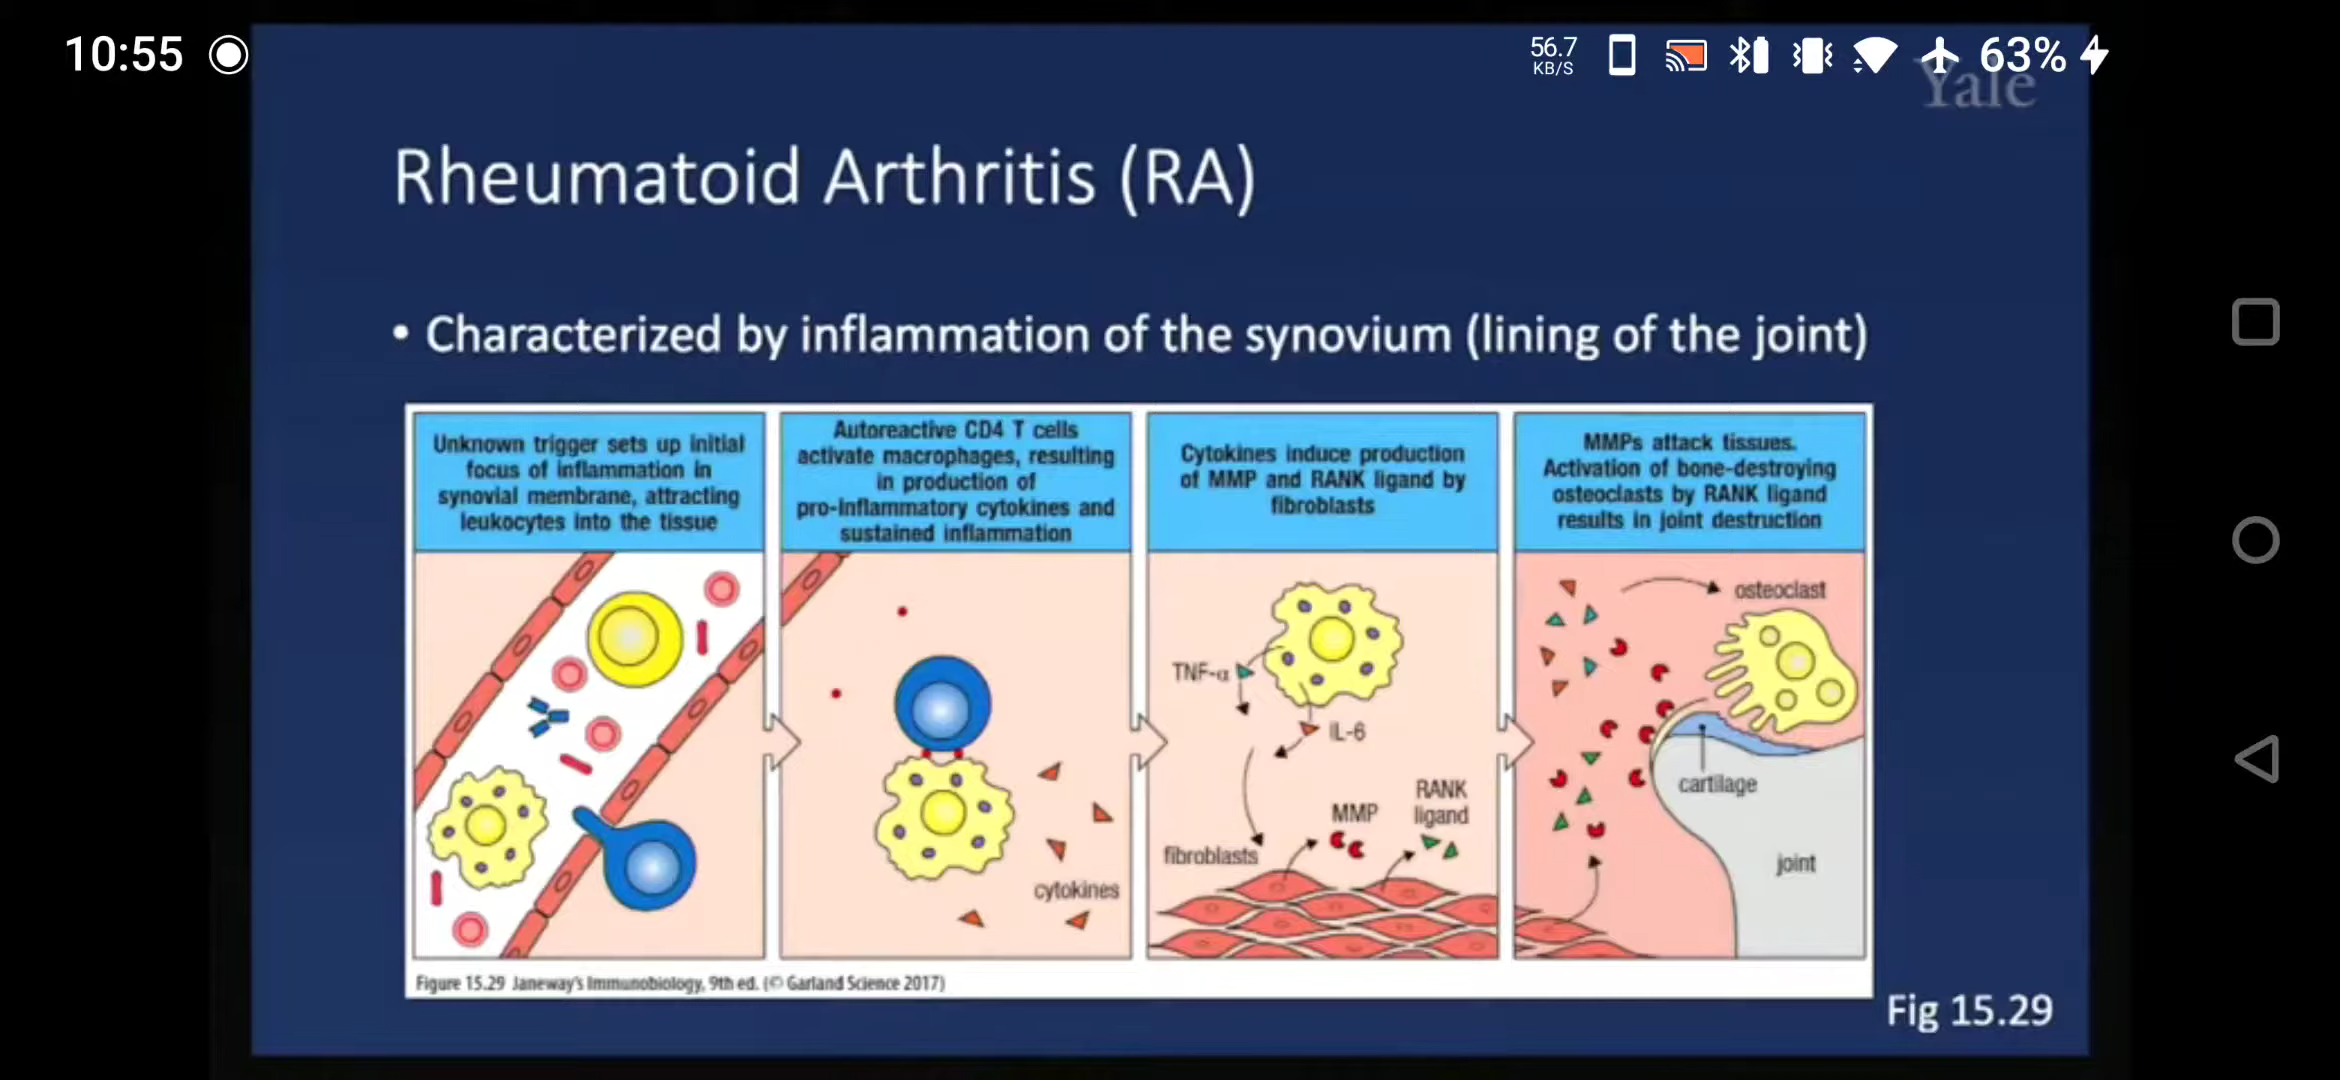 10:55
56.7
KB/S
63%
Yale
Rheumatoid Arthritis (RA)
• Characterized by inflammation of the synovium (lining of the joint)
Unknown trigger sets up initial
focus of inflammation in
synovial membrane, attracting
leukocytes into the tissue
Autoreactive CD4 T cells
activate macrophages, resulting
in production of
pro-inflammatory cytokines and
sustained inflammation
Cytokines induce production
of MMP and RANK ligand by
fibroblasts
MMPs attack tissues.
Activation of bone-destroying
osteoclasts by RANK ligand
results in joint destruction
cytokines
TNF-α
IL-6
RANK
ligand
MMP
fibroblasts
osteoclast
cartilage
joint
Figure 15.29 Janeway's Immunobiology, 9th ed. (© Garland Science 2017)
Fig 15.29